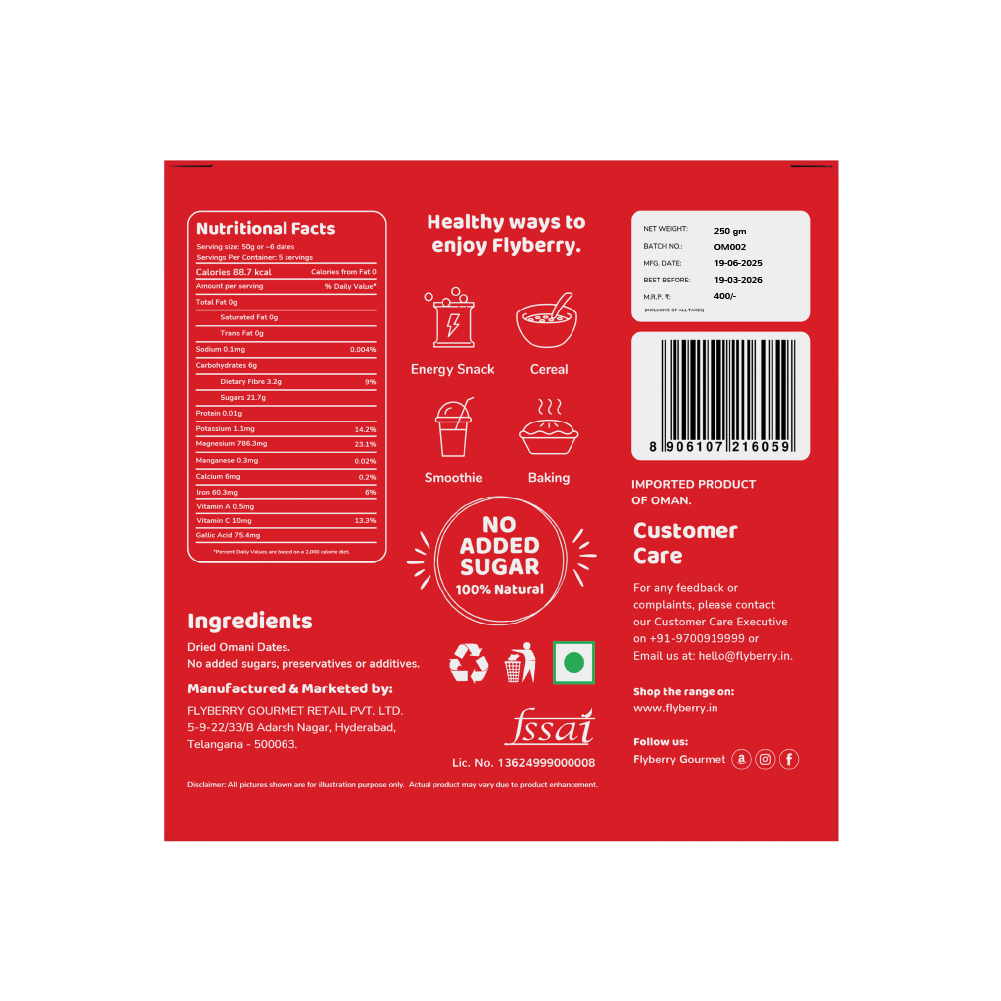 Nutritional Facts
Serving size: 50g or ~6 dates
Servings Per Container: 5 servings
Calories 88.7 kcal Calories from Fat 0
Amount per serving % Daily Value*
Total Fat 0g
Saturated Fat 0g
Trans Fat 0g
Sodium 0.1mg 0.004%
Carbohydrates 6g
Dietary Fibre 3.2g 9%
Sugars 21.7g
Protein 0.01g
Potassium 1.1mg 14.2%
Magnesium 786.3mg 23.1%
Manganese 0.3mg 0.02%
Calcium 6mg 0.2%
Iron 60.3mg 6%
Vitamin A 0.5mg
Vitamin C 10mg 13.3%
Gallic Acid 75.4mg
*Percent Daily Values are based on a 2,000 calorie diet.
Ingredients
Dried Omani Dates.
No added sugars, preservatives or additives.
Manufactured & Marketed by:
FLYBERRY GOURMET RETAIL PVT. LTD.
5-9-22/33/B Adarsh Nagar, Hyderabad,
Telangana - 500063.
Disclaimer: All pictures shown are for illustration purpose only. Actual product may vary due to product enhancement.
Healthy ways to
enjoy Flyberry.
Energy Snack Cereal
Smoothie Baking
NO
ADDED
SUGAR
100% Natural
fssai
Lic. No. 13624999000008
NET WEIGHT: 250 gm
BATCH NO.: OM002
MFG. DATE: 19-06-2025
BEST BEFORE: 19-03-2026
M.R.P. ₹: 400/-
(INCLUSIVE OF ALL TAXES)
8 906107 216059
IMPORTED PRODUCT
OF OMAN.
Customer
Care
For any feedback or
complaints, please contact
our Customer Care Executive
on +91-9700919999 or
Email us at: hello@flyberry.in.
Shop the range on:
www.flyberry.in
Follow us:
Flyberry Gourmet a f